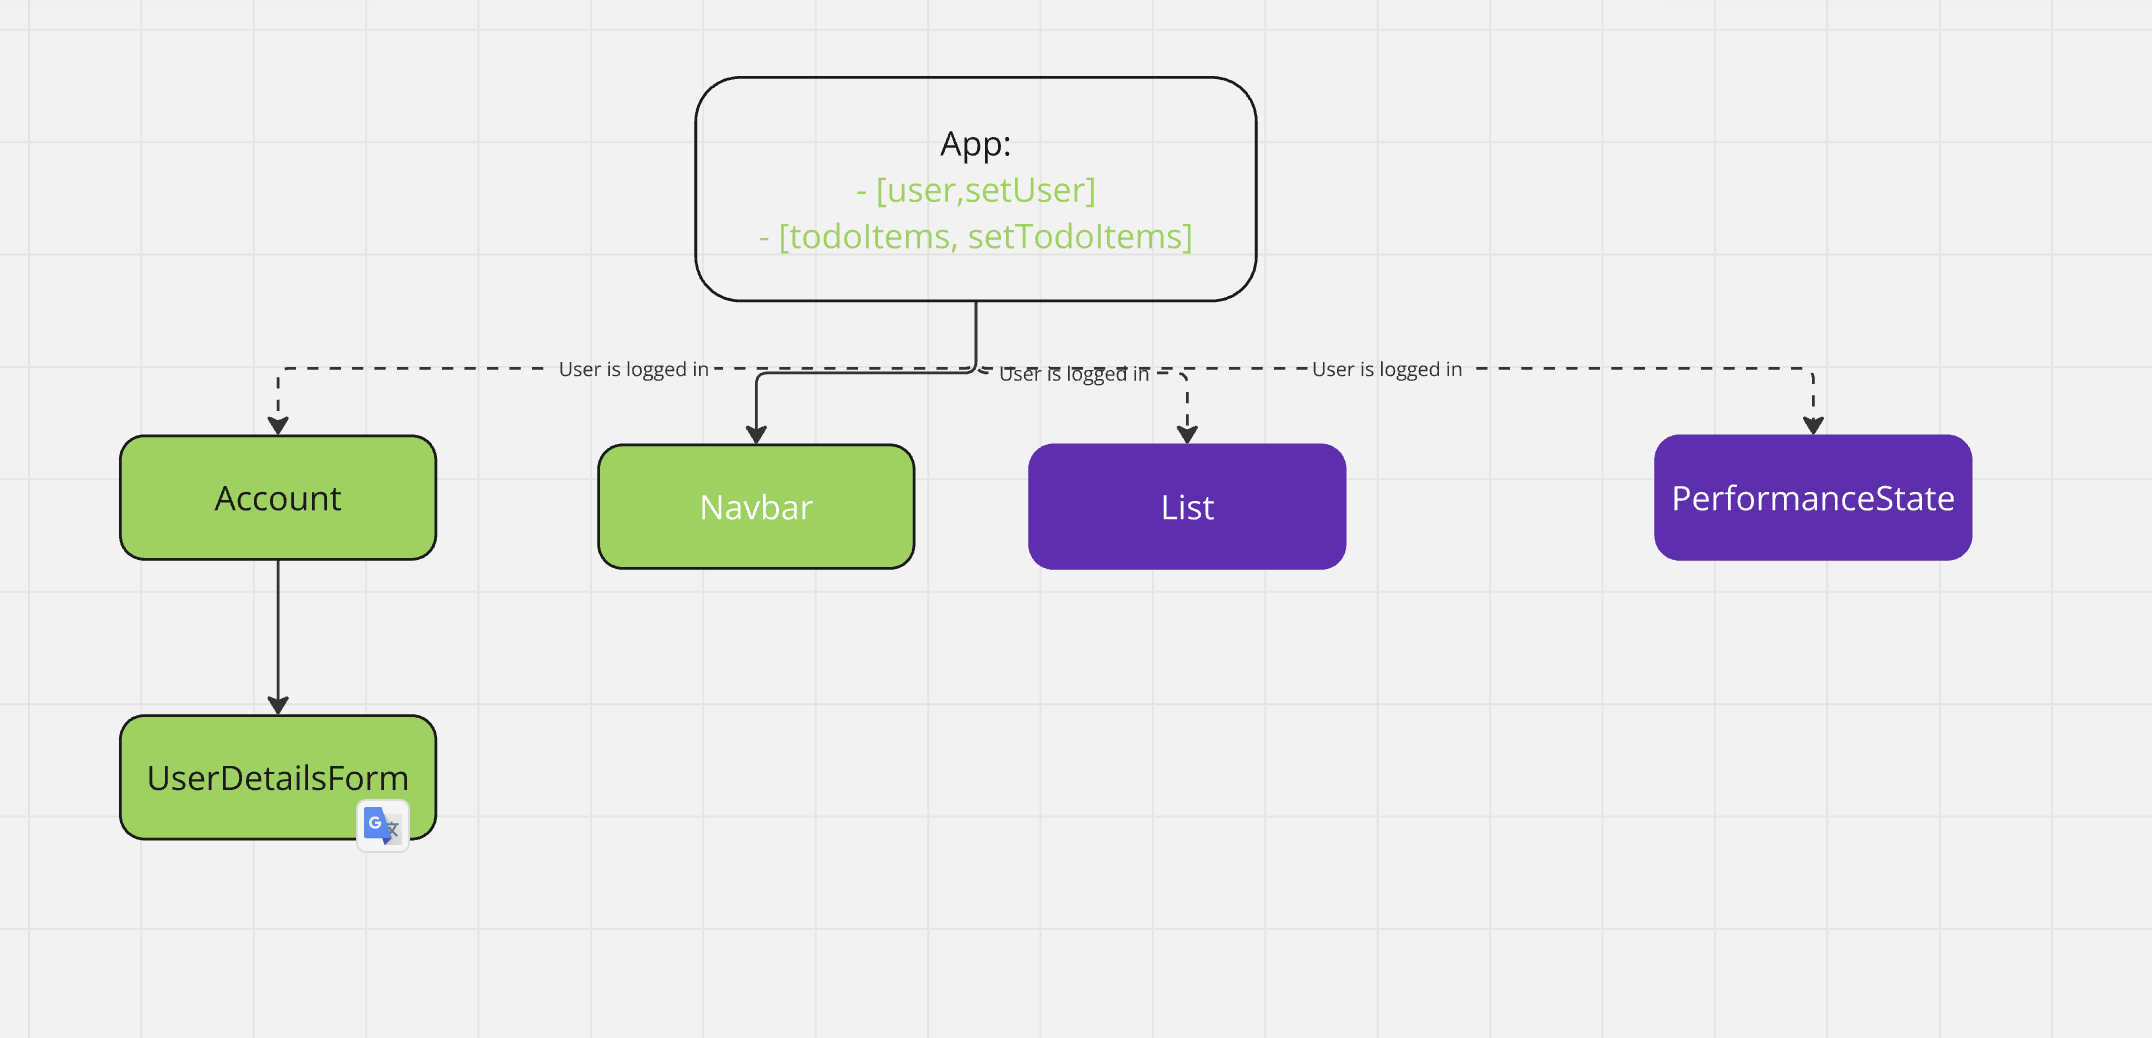 App:
- [user,setUser]
- [todoItems, setTodoItems]
User is logged in
User is logged in
User is logged in
Account
Navbar
List
PerformanceState
UserDetailsForm
G 文